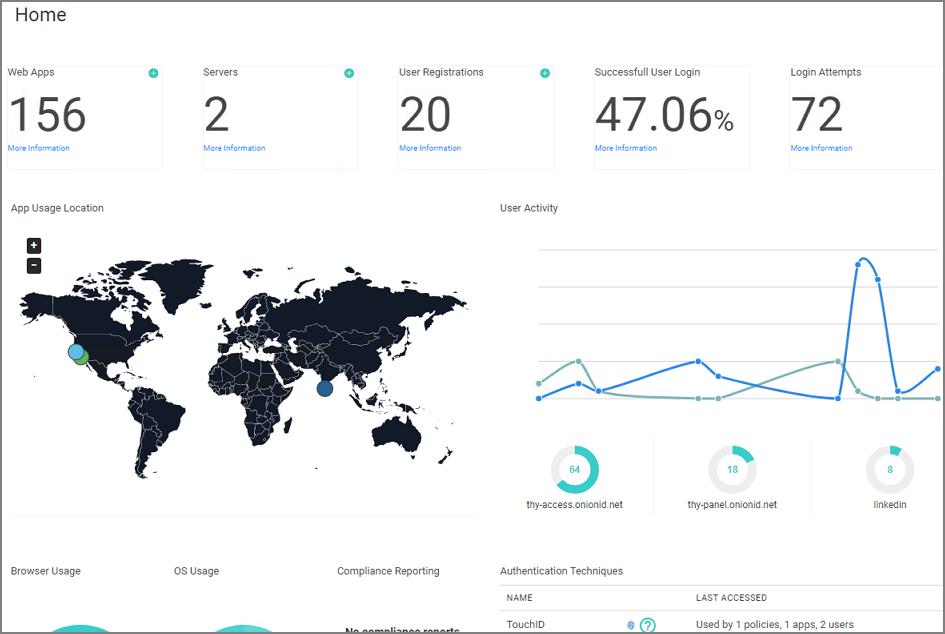 Home
Web Apps
156
More Information
Servers
2
More Information
User Registrations
20
More Information
Successfull User Login
47.06%
More Information
Login Attempts
72
More Information
App Usage Location
+
−
User Activity
64
thy-access.onionid.net
18
thy-panel.onionid.net
8
linkedin
Browser Usage
OS Usage
Compliance Reporting
No compliance reports
Authentication Techniques
NAME LAST ACCESSED
TouchID ? Used by 1 policies, 1 apps, 2 users